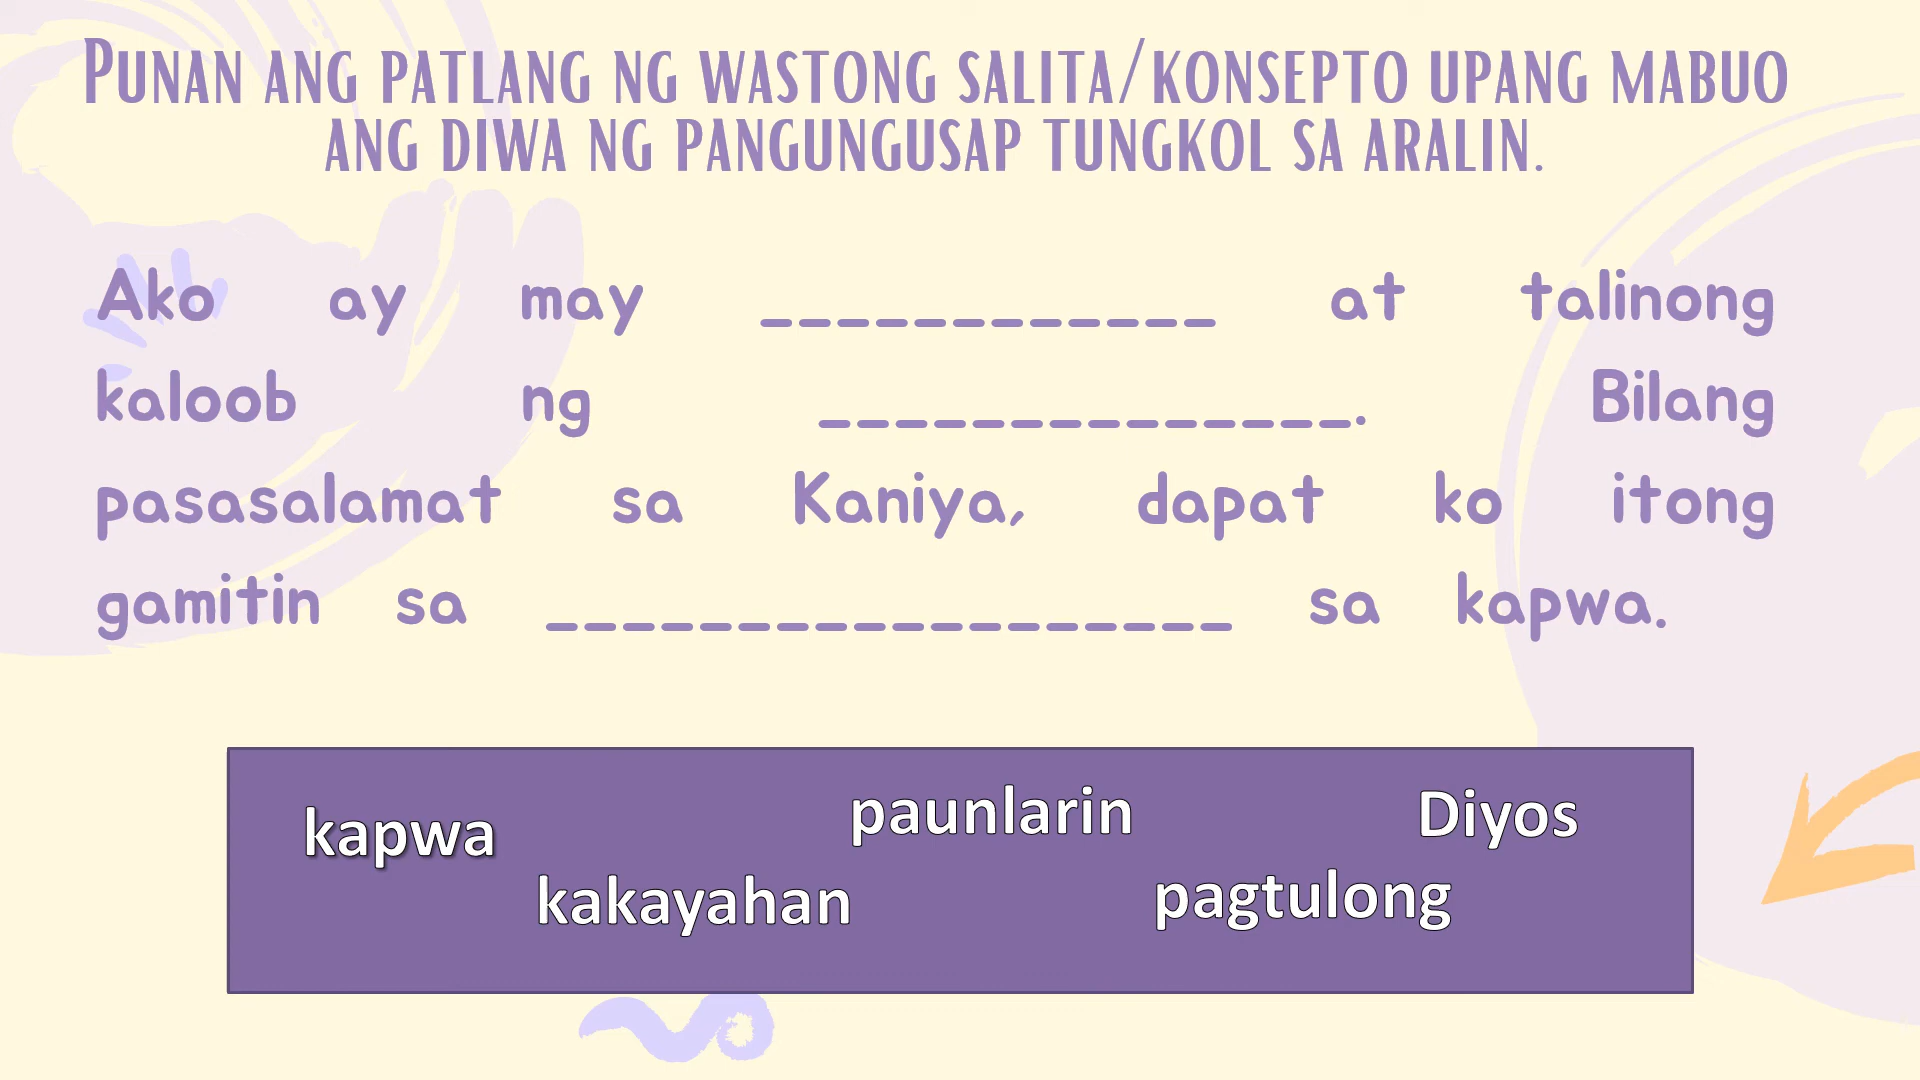 Punan ang patlang ng wastong salita/konsepto upang mabuo
ang diwa ng pangungusap tungkol sa aralin.
Ako ay may ____________ at talinong
kaloob ng ______________. Bilang
pasasalamat sa Kaniya, dapat ko itong
gamitin sa __________________ sa kapwa.
kapwa paunlarin Diyos
kakayahan pagtulong